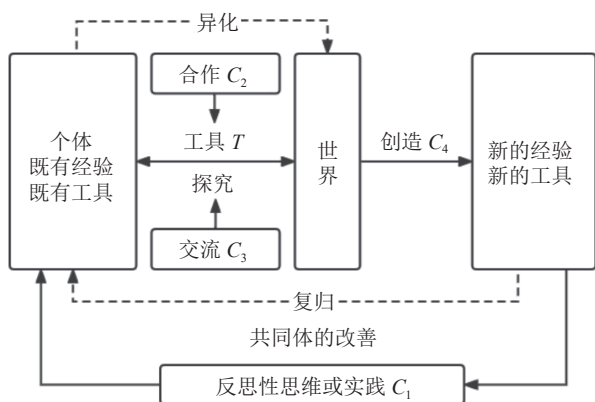 异化
合作 C₂
个体
既有经验
既有工具
工具 T
探究
交流 C₃
世
界
创造 C₄
新的经验
新的工具
复归
共同体的改善
反思性思维或实践 C₁